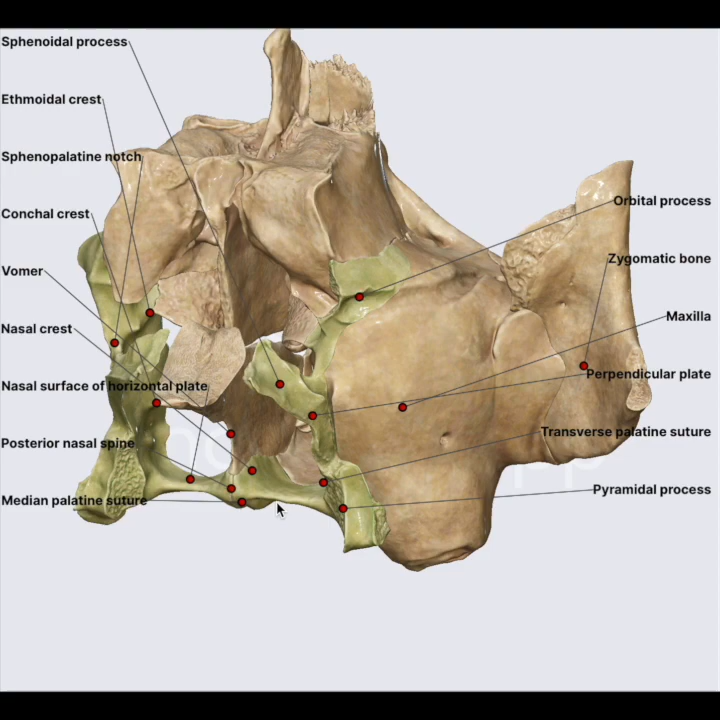 Sphenoidal process
Ethmoidal crest
Sphenopalatine notch
Conchal crest
Vomer
Nasal crest
Nasal surface of horizontal plate
Posterior nasal spine
Median palatine suture
Orbital process
Zygomatic bone
Maxilla
Perpendicular plate
Transverse palatine suture
Pyramidal process